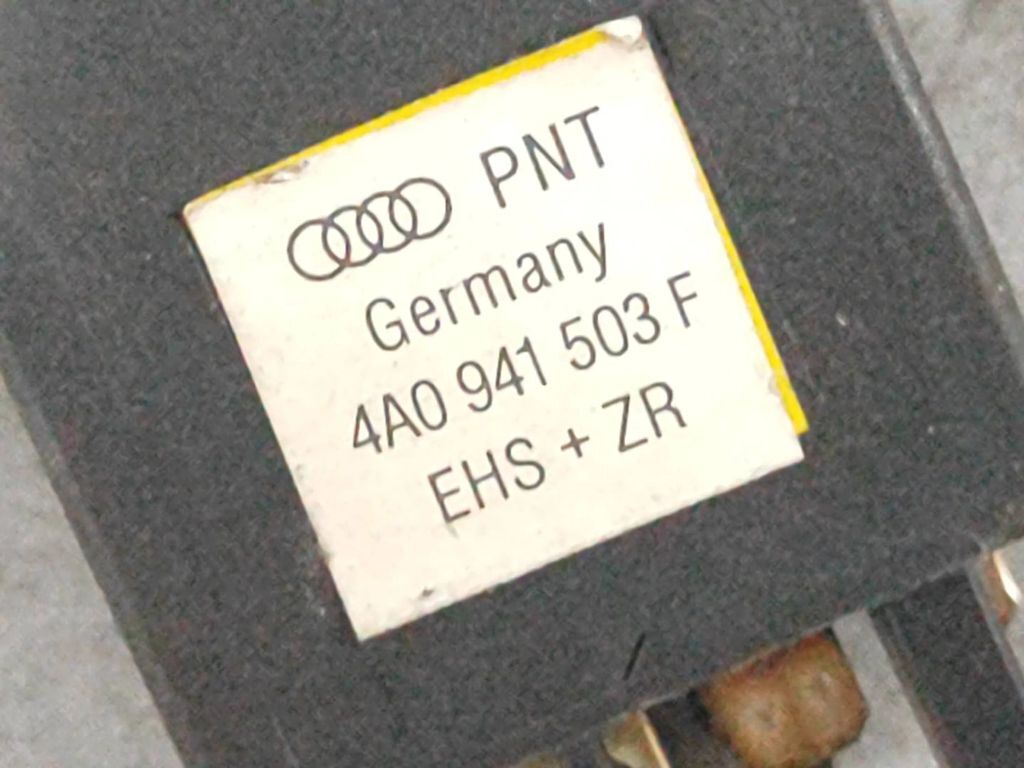 PNT
Germany
4A0 941 503 F
EHS + ZR